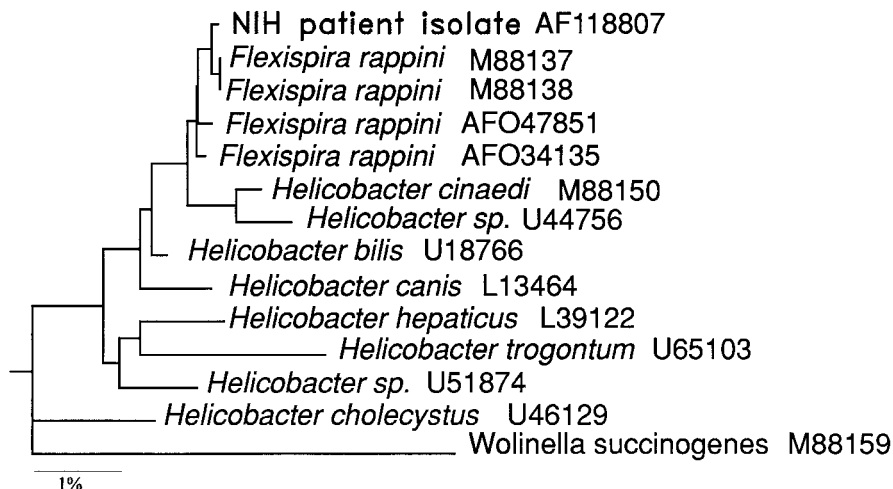 NIH patient isolate AF118807
Flexispira rappini M88137
Flexispira rappini M88138
Flexispira rappini AFO47851
Flexispira rappini AFO34135
Helicobacter cinaedi M88150
Helicobacter sp. U44756
Helicobacter bilis U18766
Helicobacter canis L13464
Helicobacter hepaticus L39122
Helicobacter trogontum U65103
Helicobacter sp. U51874
Helicobacter cholecystus U46129
Wolinella succinogenes M88159
1%